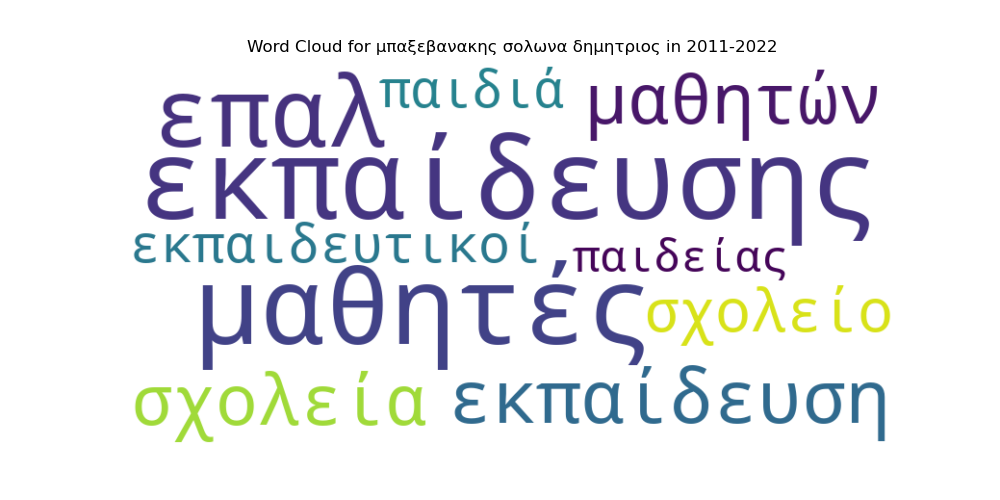 Word Cloud for μπαξεβανακης σολωνα δημητριος in 2011-2022
επαλ παιδιά μαθητών
εκπαίδευσης
εκπαιδευτικοί παιδείας
μαθητές σχολείο
σχολεία εκπαίδευση